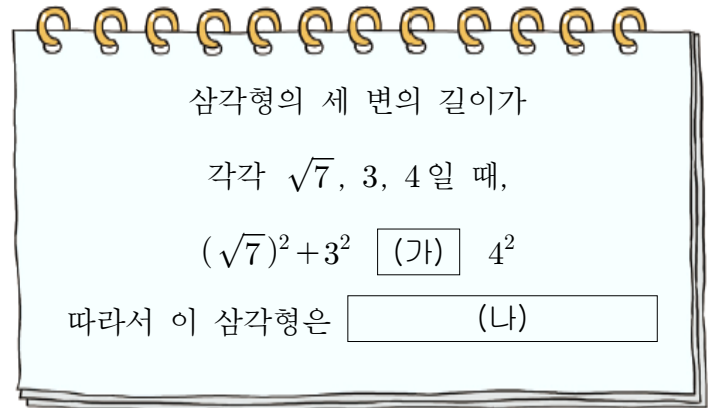 삼각형의 세 변의 길이가
각각 √7, 3, 4일 때,
(√7)²+3² (가) 4²
따라서 이 삼각형은 (나)